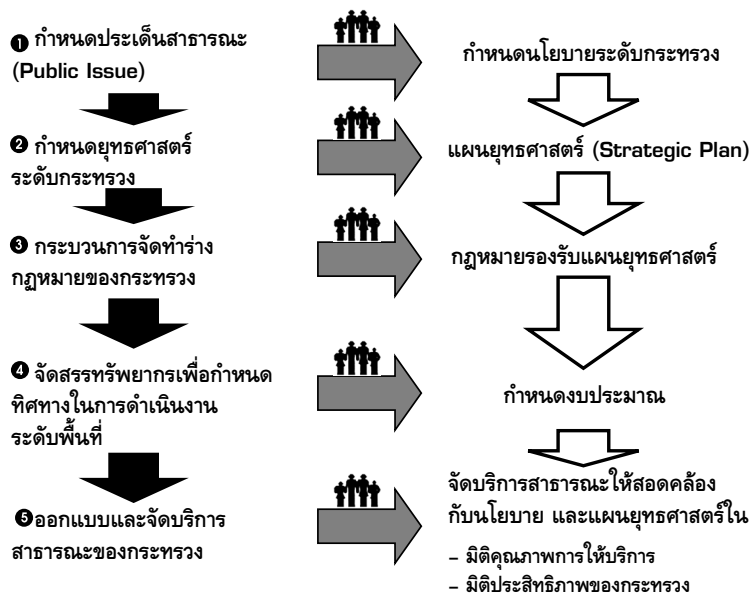 ❶ กำหนดประเด็นสาธารณะ
(Public Issue)
กำหนดนโยบายระดับกระทรวง
❷ กำหนดยุทธศาสตร์
ระดับกระทรวง
แผนยุทธศาสตร์ (Strategic Plan)
❸ กระบวนการจัดทำร่าง
กฏหมายของกระทรวง
กฎหมายรองรับแผนยุทธศาสตร์
❹ จัดสรรทรัพยากรเพื่อกำหนด
ทิศทางในการดำเนินงาน
ระดับพื้นที่
กำหนดงบประมาณ
❺ออกแบบและจัดบริการ
สาธารณะของกระทรวง
จัดบริการสาธารณะให้สอดคล้อง
กับนโยบาย และแผนยุทธศาสตร์ใน
– มิติคุณภาพการให้บริการ
– มิติประสิทธิภาพของกระทรวง